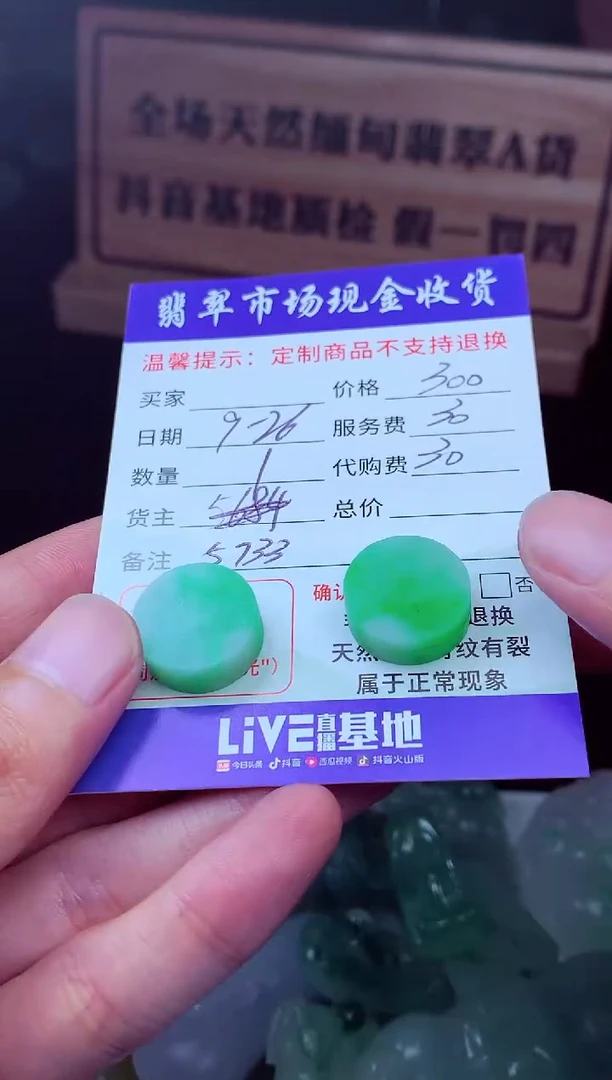 全场天然缅甸翡翠A货
抖音基地质检 假一罚四
翡翠市场现金收货
温馨提示：定制商品不支持退换
买家
价格 300
日期 9-26
服务费 30
数量 1
代购费 30
货主
总价
备注 5733
确认
否
退换
光")
天然
纹有裂
属于正常现象
LiVE直播基地
今日头条 抖音 西瓜视频 抖音火山版